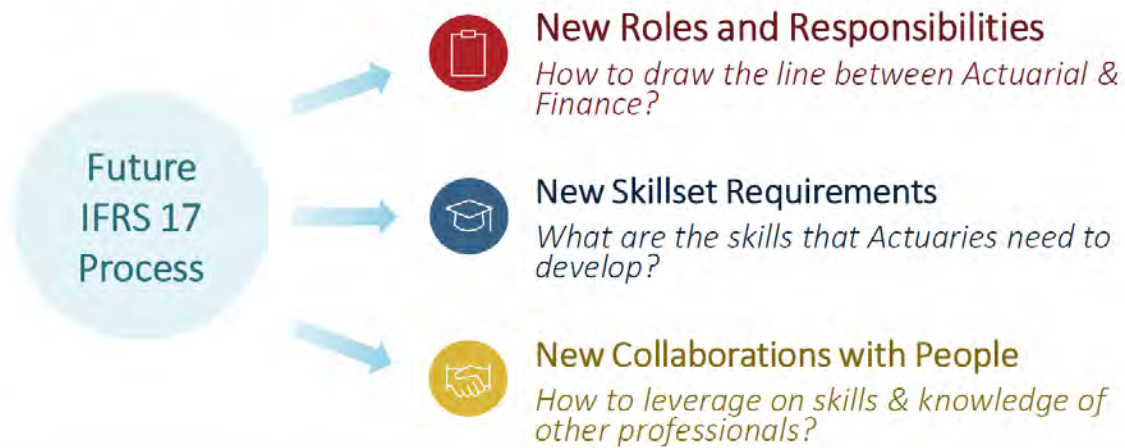 Future
IFRS 17
Process
New Roles and Responsibilities
How to draw the line between Actuarial &
Finance?
New Skillset Requirements
What are the skills that Actuaries need to
develop?
New Collaborations with People
How to leverage on skills & knowledge of
other professionals?